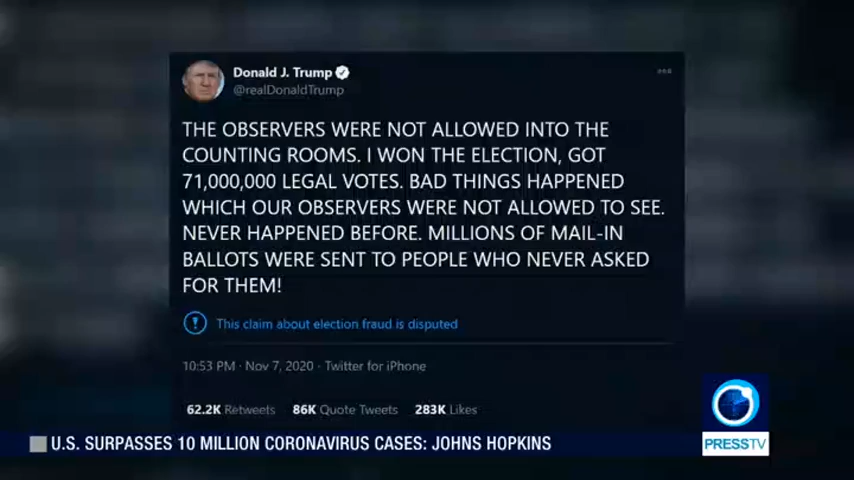 Donald J. Trump
@realDonaldTrump
THE OBSERVERS WERE NOT ALLOWED INTO THE
COUNTING ROOMS. I WON THE ELECTION, GOT
71,000,000 LEGAL VOTES. BAD THINGS HAPPENED
WHICH OUR OBSERVERS WERE NOT ALLOWED TO SEE.
NEVER HAPPENED BEFORE. MILLIONS OF MAIL-IN
BALLOTS WERE SENT TO PEOPLE WHO NEVER ASKED
FOR THEM!
This claim about election fraud is disputed
10:53 PM · Nov 7, 2020 · Twitter for iPhone
62.2K Retweets 86K Quote Tweets 283K Likes
PRESSTV
U.S. SURPASSES 10 MILLION CORONAVIRUS CASES: JOHNS HOPKINS